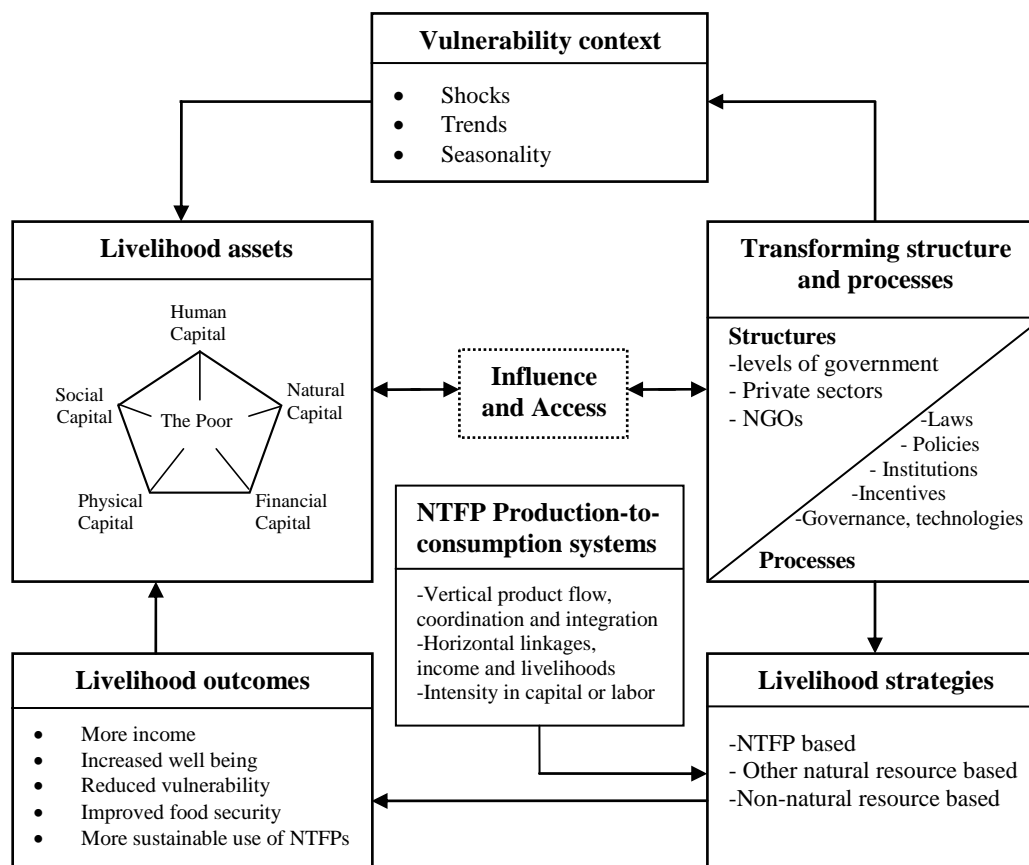 Vulnerability context
• Shocks
• Trends
• Seasonality
Livelihood assets
Human
Capital
Social
Capital
Natural
Capital
The Poor
Physical
Capital
Financial
Capital
Influence
and Access
Transforming structure
and processes
Structures
-levels of government
- Private sectors
- NGOs
-Laws
- Policies
- Institutions
-Incentives
-Governance, technologies
Processes
NTFP Production-to-
consumption systems
-Vertical product flow,
coordination and integration
-Horizontal linkages,
income and livelihoods
-Intensity in capital or labor
Livelihood outcomes
• More income
• Increased well being
• Reduced vulnerability
• Improved food security
• More sustainable use of NTFPs
Livelihood strategies
-NTFP based
- Other natural resource based
-Non-natural resource based